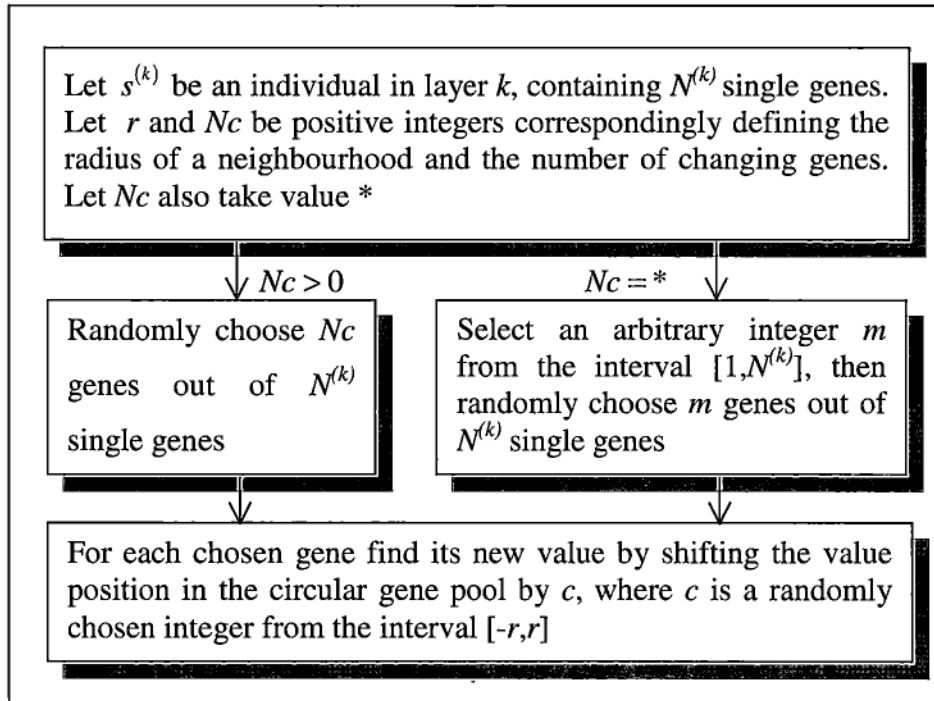 Let s^(k) be an individual in layer k, containing N^(k) single genes.
Let r and Nc be positive integers correspondingly defining the
radius of a neighbourhood and the number of changing genes.
Let Nc also take value *
Nc > 0
Nc = *
Randomly choose Nc
genes out of N^(k)
single genes
Select an arbitrary integer m
from the interval [1,N^(k)], then
randomly choose m genes out of
N^(k) single genes
For each chosen gene find its new value by shifting the value
position in the circular gene pool by c, where c is a randomly
chosen integer from the interval [-r,r]